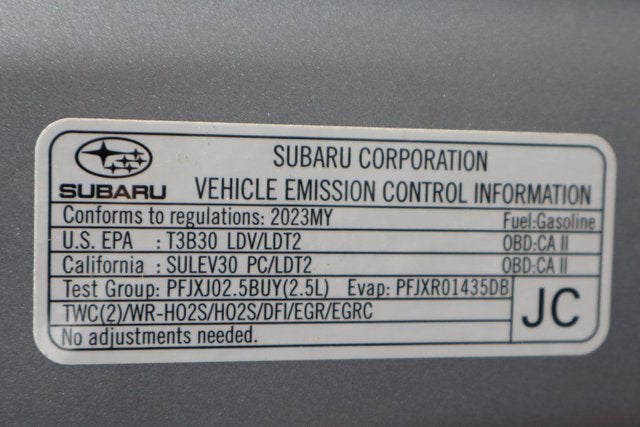 SUBARU
SUBARU CORPORATION
VEHICLE EMISSION CONTROL INFORMATION
Conforms to regulations: 2023MY Fuel:Gasoline
U.S. EPA : T3B30 LDV/LDT2 OBD:CA II
California : SULEV30 PC/LDT2 OBD:CA II
Test Group: PFJXJ02.5BUY(2.5L) Evap: PFJXR01435DB
TWC(2)/WR-HO2S/HO2S/DFI/EGR/EGRC
JC
No adjustments needed.